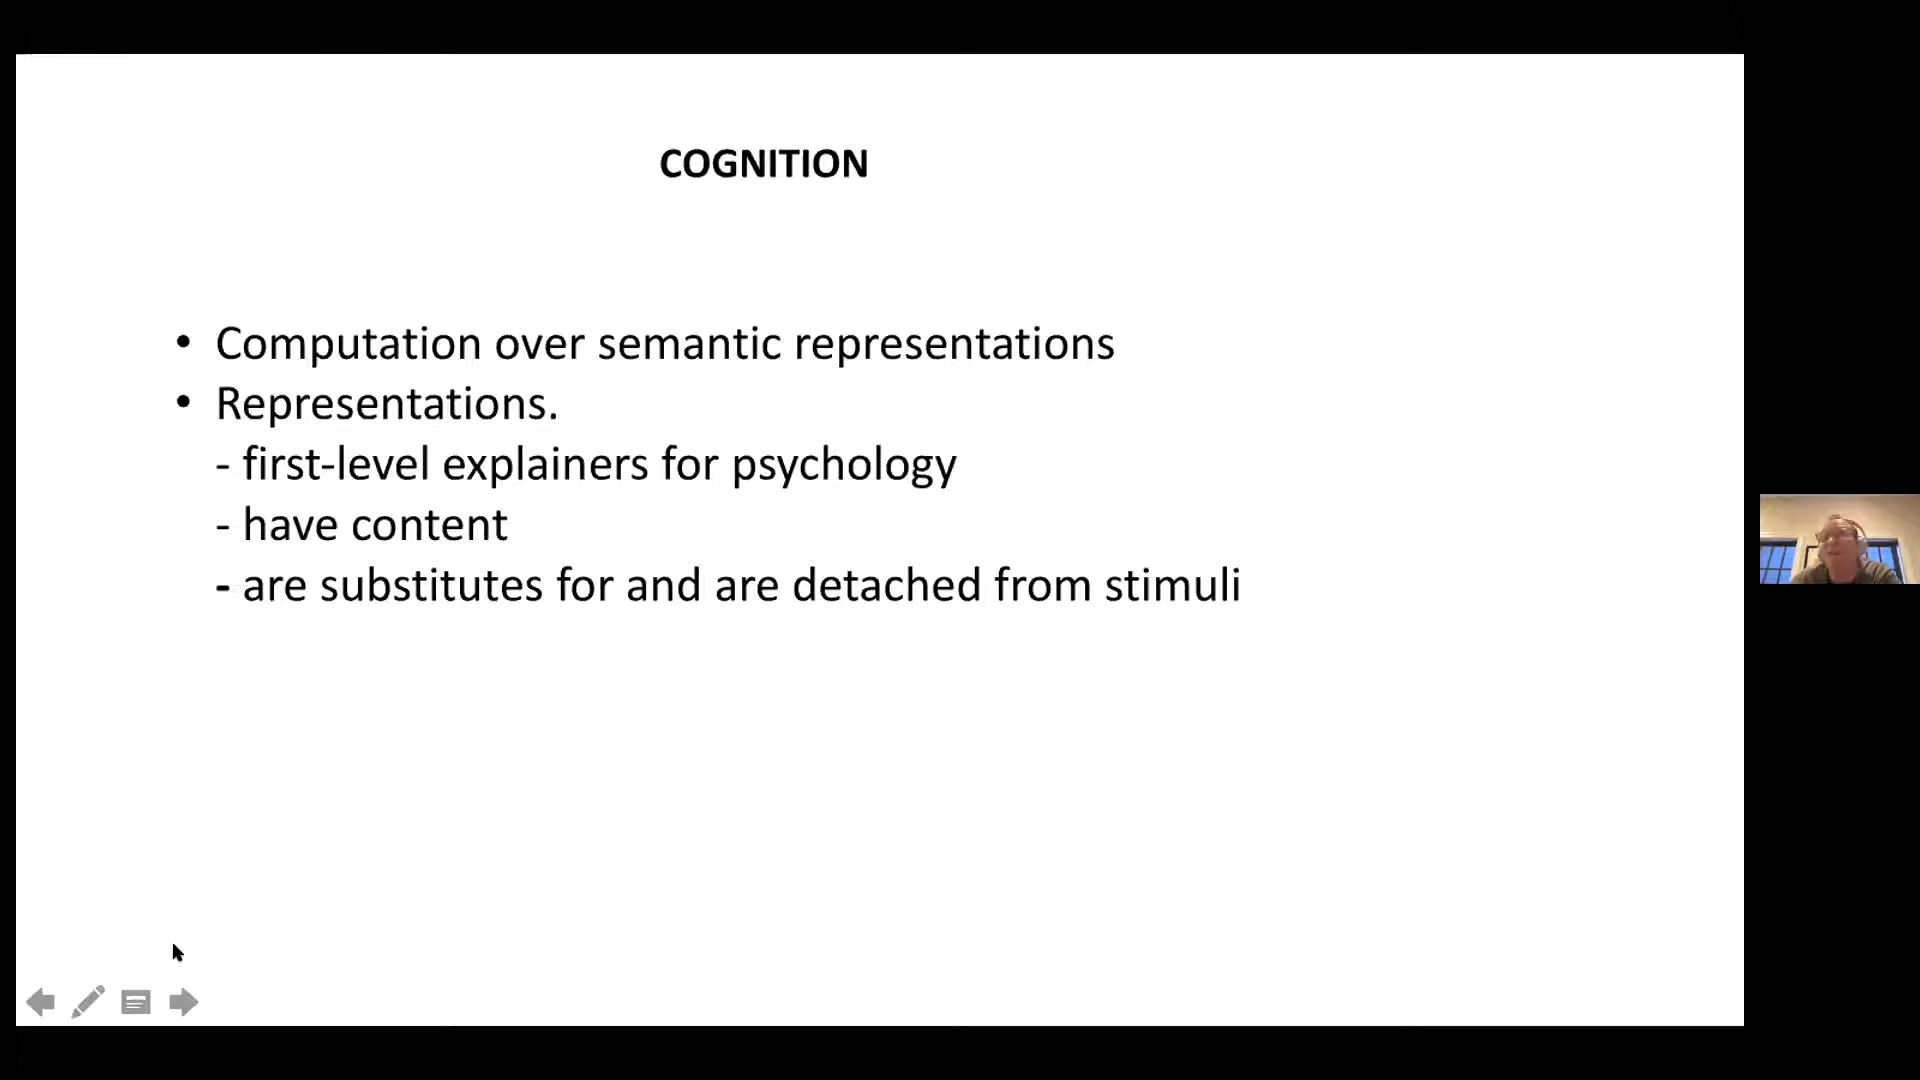 COGNITION
• Computation over semantic representations
• Representations.
- first-level explainers for psychology
- have content
- are substitutes for and are detached from stimuli